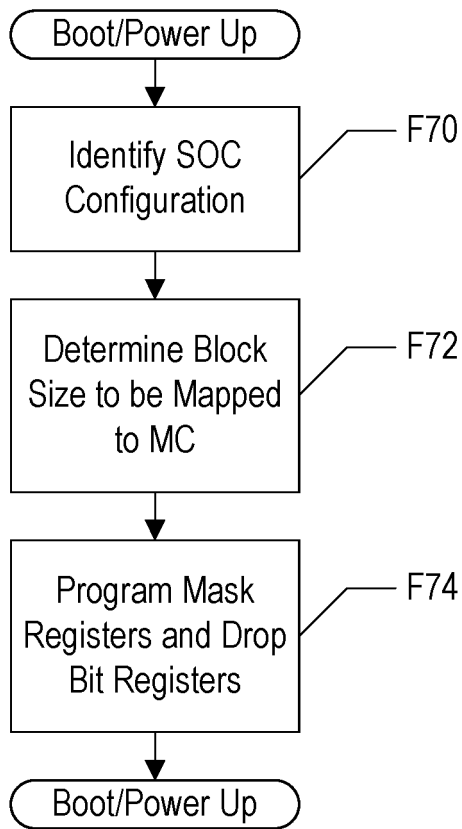 Boot/Power Up
Identify SOC
Configuration
F70
Determine Block
Size to be Mapped
to MC
F72
Program Mask
Registers and Drop
Bit Registers
F74
Boot/Power Up